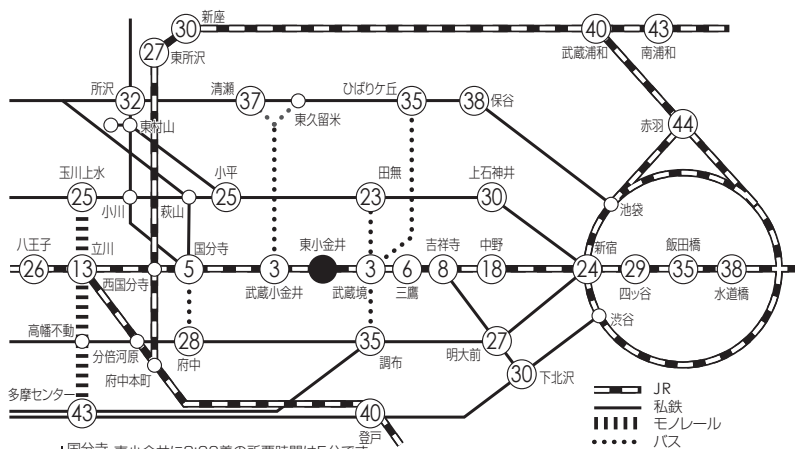 30 新座
40 武蔵浦和
43 南浦和
27 東所沢
所沢 32
清瀬 37
東久留米
ひばりケ丘 35
38 保谷
東村山
赤羽 44
玉川上水 25
小川
萩山
小平 25
田無 23
上石神井 30
池袋
八王子 26
立川 13
西国分寺
国分寺 5
3 武蔵小金井
東小金井
3 武蔵境
6 三鷹
吉祥寺 8
中野 18
新宿 24
29 四ッ谷
飯田橋 35
38 水道橋
高幡不動
分倍河原
府中本町
28 府中
35 調布
明大前 27
30 下北沢
渋谷
多摩センター 43
40 登戸
JR
私鉄
モノレール
バス